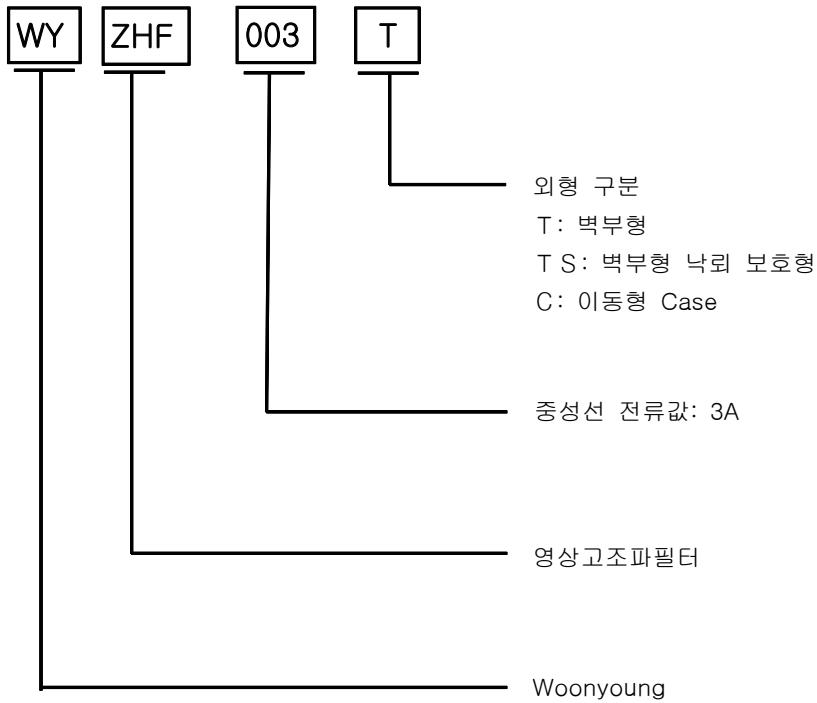 WY ZHF 003 T
외형 구분
T: 벽부형
T S: 벽부형 낙뢰 보호형
C: 이동형 Case
중성선 전류값: 3A
영상고조파필터
Woonyoung